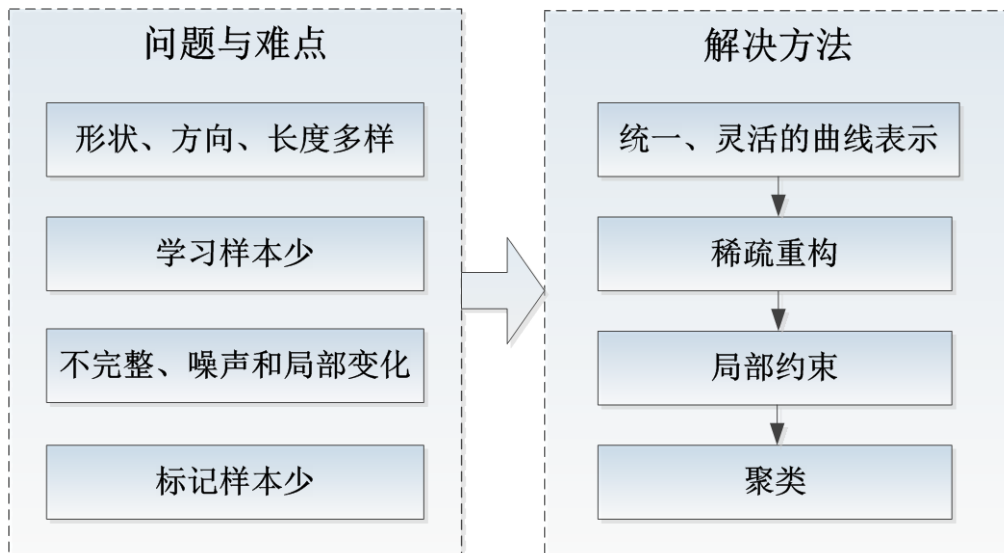 问题与难点
形状、方向、长度多样
学习样本少
不完整、噪声和局部变化
标记样本少
解决方法
统一、灵活的曲线表示
稀疏重构
局部约束
聚类